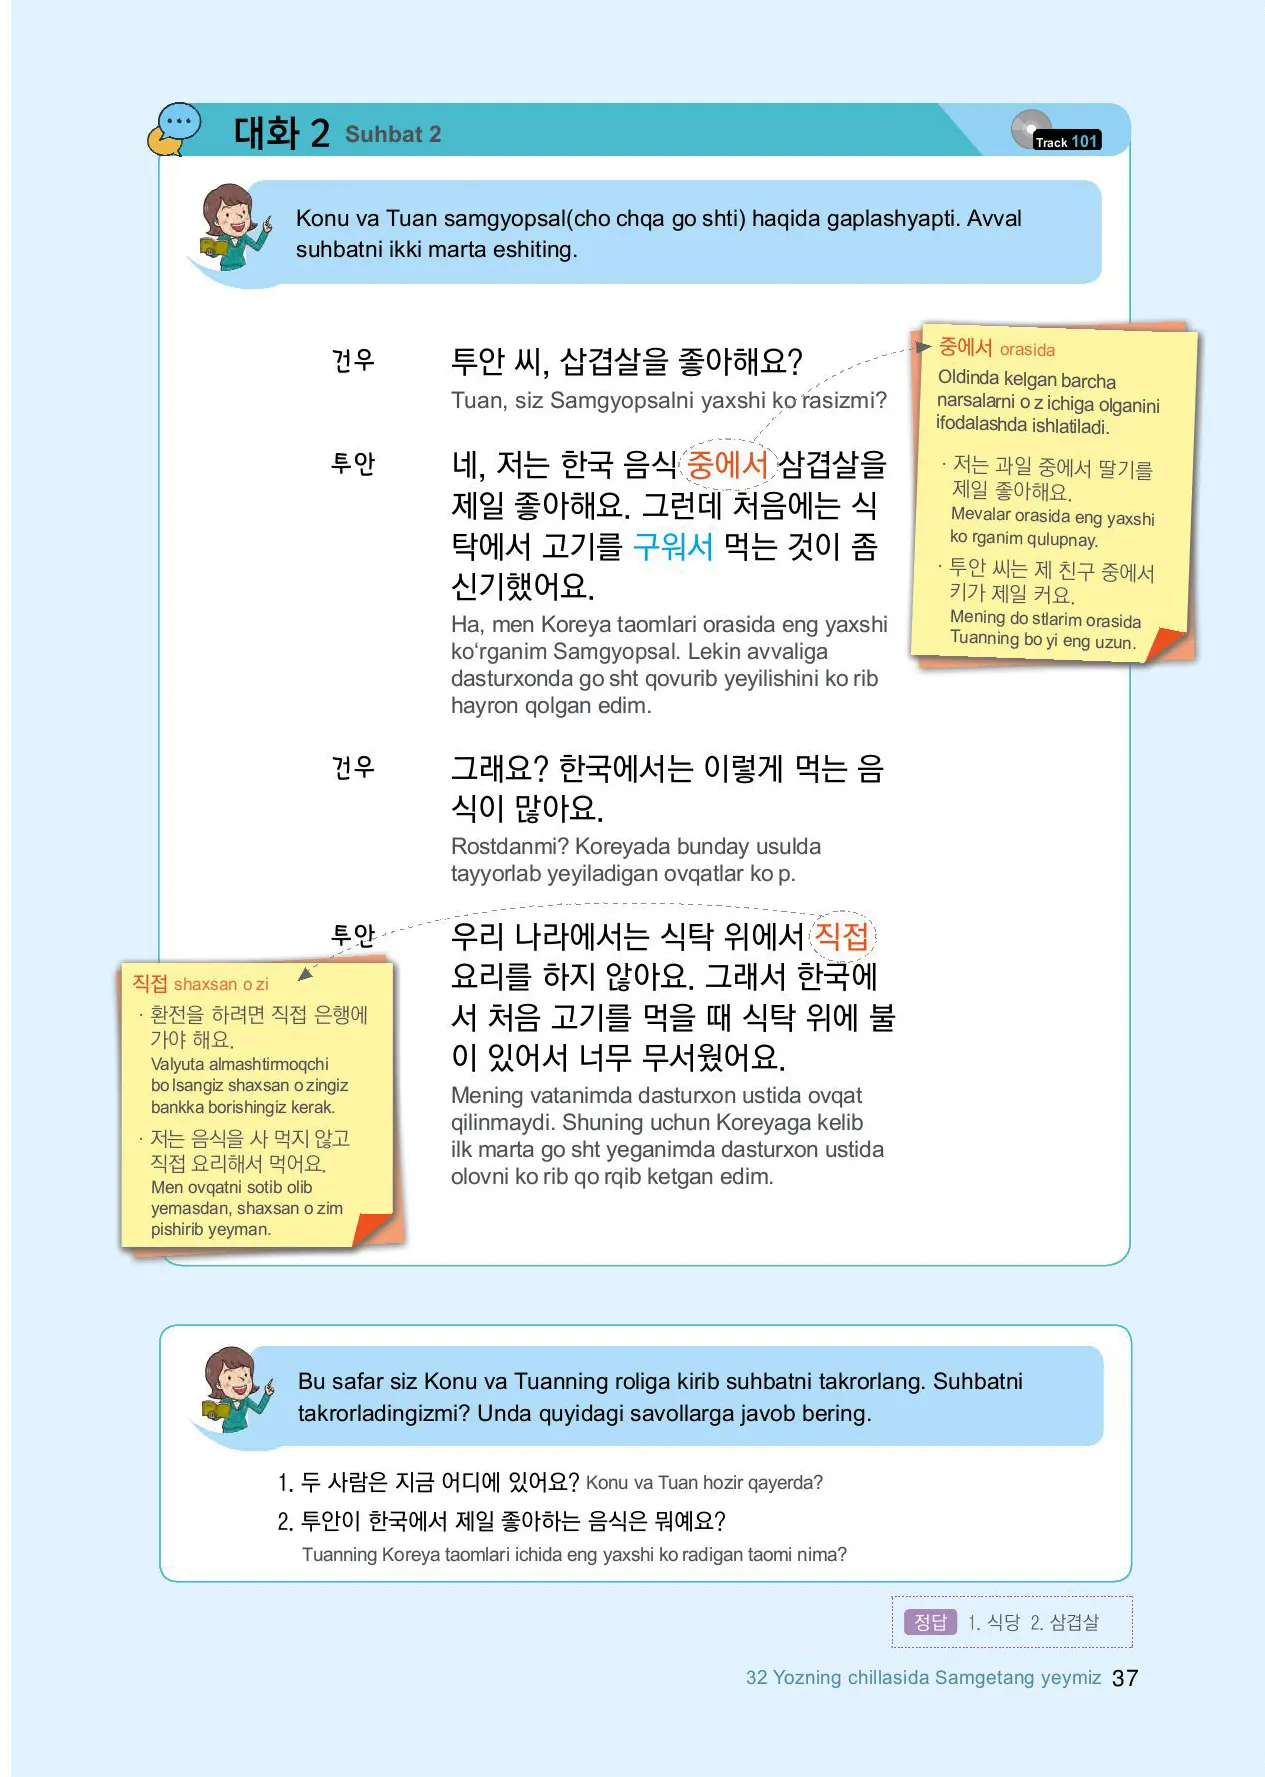 대화 2 Suhbat 2
Track 101
Konu va Tuan samgyopsal(cho chqa go shti) haqida gaplashyapti. Avval
suhbatni ikki marta eshiting.
건우
투안 씨, 삼겹살을 좋아해요?
Tuan, siz Samgyopsalni yaxshi ko rasizmi?
투안
네, 저는 한국 음식 중에서 삼겹살을
제일 좋아해요. 그런데 처음에는 식
탁에서 고기를 구워서 먹는 것이 좀
신기했어요.
Ha, men Koreya taomlari orasida eng yaxshi
ko‘rganim Samgyopsal. Lekin avvaliga
dasturxonda go sht qovurib yeyilishini ko rib
hayron qolgan edim.
건우
그래요? 한국에서는 이렇게 먹는 음
식이 많아요.
Rostdanmi? Koreyada bunday usulda
tayyorlab yeyiladigan ovqatlar ko p.
투안
우리 나라에서는 식탁 위에서 직접
요리를 하지 않아요. 그래서 한국에
서 처음 고기를 먹을 때 식탁 위에 불
이 있어서 너무 무서웠어요.
Mening vatanimda dasturxon ustida ovqat
qilinmaydi. Shuning uchun Koreyaga kelib
ilk marta go sht yeganimda dasturxon ustida
olovni ko rib qo rqib ketgan edim.
중에서 orasida
Oldinda kelgan barcha
narsalarni o z ichiga olganini
ifodalashda ishlatiladi.
· 저는 과일 중에서 딸기를
제일 좋아해요.
Mevalar orasida eng yaxshi
ko rganim qulupnay.
· 투안 씨는 제 친구 중에서
키가 제일 커요.
Mening do stlarim orasida
Tuanning bo yi eng uzun.
직접 shaxsan o zi
· 환전을 하려면 직접 은행에
가야 해요.
Valyuta almashtirmoqchi
bo lsangiz shaxsan o zingiz
bankka borishingiz kerak.
· 저는 음식을 사 먹지 않고
직접 요리해서 먹어요.
Men ovqatni sotib olib
yemasdan, shaxsan o zim
pishirib yeyman.
Bu safar siz Konu va Tuanning roliga kirib suhbatni takrorlang. Suhbatni
takrorladingizmi? Unda quyidagi savollarga javob bering.
1. 두 사람은 지금 어디에 있어요? Konu va Tuan hozir qayerda?
2. 투안이 한국에서 제일 좋아하는 음식은 뭐예요?
Tuanning Koreya taomlari ichida eng yaxshi ko radigan taomi nima?
정답 1. 식당 2. 삼겹살
32 Yozning chillasida Samgetang yeymiz 37